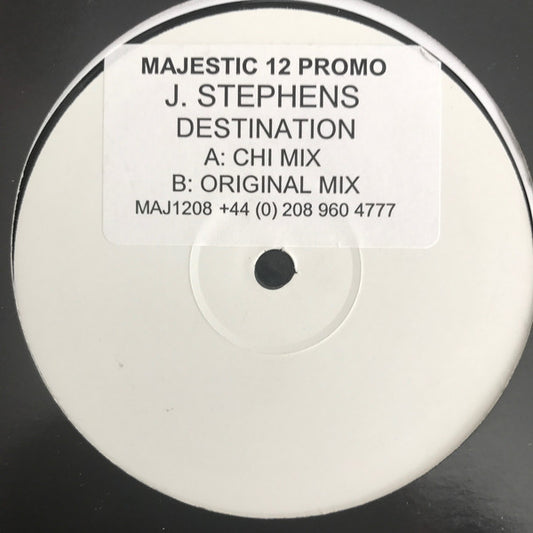 MAJESTIC 12 PROMO
J. STEPHENS
DESTINATION
A: CHI MIX
B: ORIGINAL MIX
MAJ1208 +44 (0) 208 960 4777